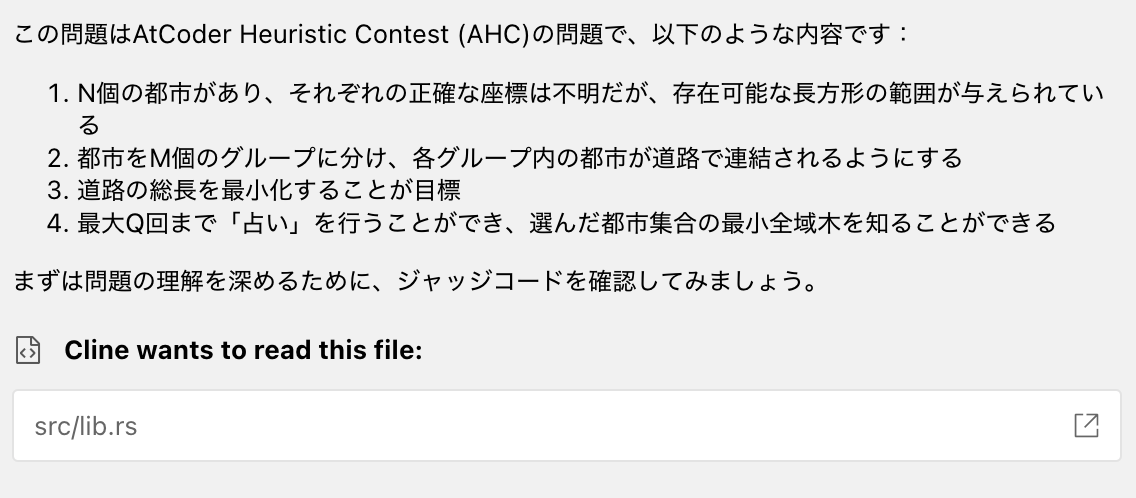 この問題はAtCoder Heuristic Contest (AHC)の問題で、以下のような内容です：
1. N個の都市があり、それぞれの正確な座標は不明だが、存在可能な長方形の範囲が与えられてい
る
2. 都市をM個のグループに分け、各グループ内の都市が道路で連結されるようにする
3. 道路の総長を最小化することが目標
4. 最大Q回まで「占い」を行うことができ、選んだ都市集合の最小全域木を知ることができる
まずは問題の理解を深めるために、ジャッジコードを確認してみましょう。
Cline wants to read this file:
src/lib.rs